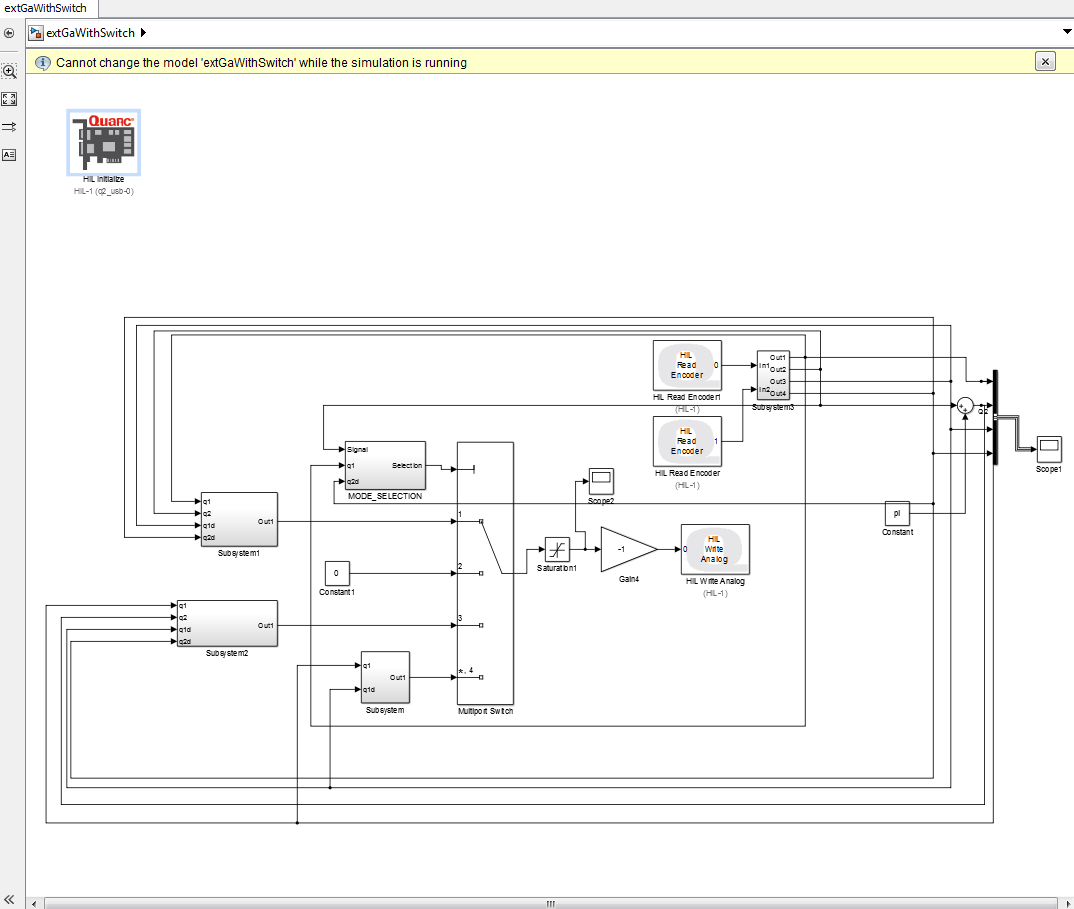 extGaWithSwitch
extGaWithSwitch
Cannot change the model 'extGaWithSwitch' while the simulation is running
QUARC
HIL Initialize
HIL-1 (q2_usb-0)
HIL
Read
Encoder
0
HIL Read Encoder1
(HIL-1)
In1
In2
Out1
Out2
Out3
Out4
Subsystem3
HIL
Read
Encoder
1
HIL Read Encoder
(HIL-1)
Q2
Scope1
Signal
q1
q2d
Selection
MODE_SELECTION
q1
q2
q1d
q2d
Out1
Subsystem1
Scope2
pi
Constant
1
2
3
*, 4
Multiport Switch
Saturation1
-1
Gain4
0
HIL
Write
Analog
HIL Write Analog
(HIL-1)
0
Constant1
q1
q2
q1d
q2d
Out1
Subsystem2
q1
q1d
Out1
Subsystem